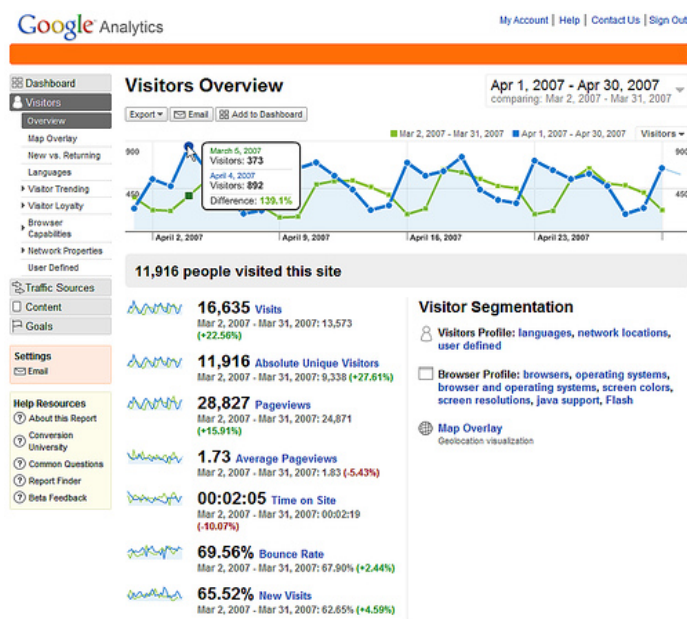 Google Analytics
My Account | Help | Contact Us | Sign Out
Dashboard
Visitors
Overview
Map Overlay
New vs. Returning
Languages
Visitor Trending
Visitor Loyalty
Browser
Capabilities
Network Properties
User Defined
Traffic Sources
Content
Goals
Settings
Email
Help Resources
About this Report
Conversion
University
Common Questions
Report Finder
Beta Feedback
Visitors Overview
Apr 1, 2007 - Apr 30, 2007
comparing: Mar 2, 2007 - Mar 31, 2007
Export
Email
Add to Dashboard
Mar 2, 2007 - Mar 31, 2007
Apr 1, 2007 - Apr 30, 2007
Visitors
900
900
450
450
March 5, 2007
Visitors: 373
April 4, 2007
Visitors: 892
Difference: 139.1%
April 2, 2007
April 9, 2007
April 16, 2007
April 23, 2007
11,916 people visited this site
16,635 Visits
Mar 2, 2007 - Mar 31, 2007: 13,573
(+22.56%)
11,916 Absolute Unique Visitors
Mar 2, 2007 - Mar 31, 2007: 9,338 (+27.61%)
28,827 Pageviews
Mar 2, 2007 - Mar 31, 2007: 24,871
(+15.91%)
1.73 Average Pageviews
Mar 2, 2007 - Mar 31, 2007: 1.83 (-5.43%)
00:02:05 Time on Site
Mar 2, 2007 - Mar 31, 2007: 00:02:19
(-10.07%)
69.56% Bounce Rate
Mar 2, 2007 - Mar 31, 2007: 67.90% (+2.44%)
65.52% New Visits
Mar 2, 2007 - Mar 31, 2007: 62.65% (+4.59%)
Visitor Segmentation
Visitors Profile: languages, network locations,
user defined
Browser Profile: browsers, operating systems,
browser and operating systems, screen colors,
screen resolutions, java support, Flash
Map Overlay
Geolocation visualization